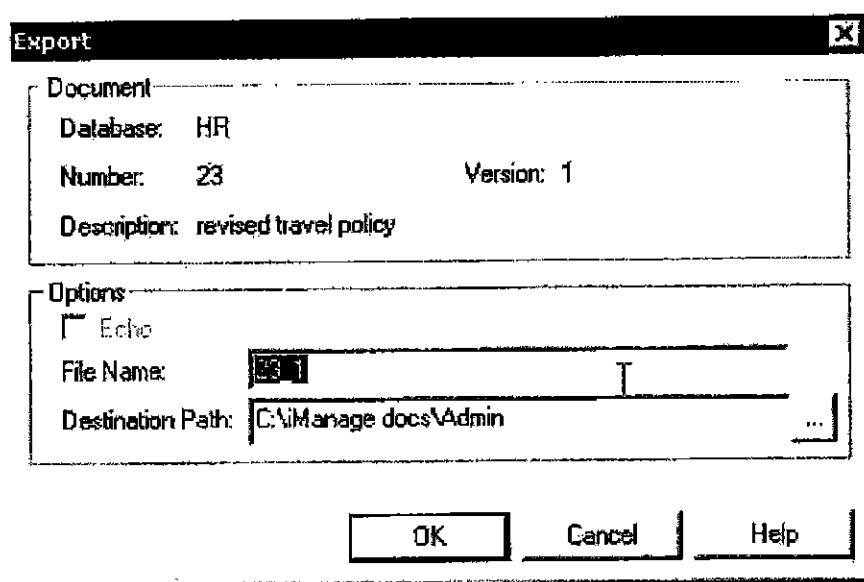 Export
Document
Database: HR
Number: 23 Version: 1
Description: revised travel policy
Options
Echo
File Name:
Destination Path: C:\iManage docs\Admin ...
OK Cancel Help